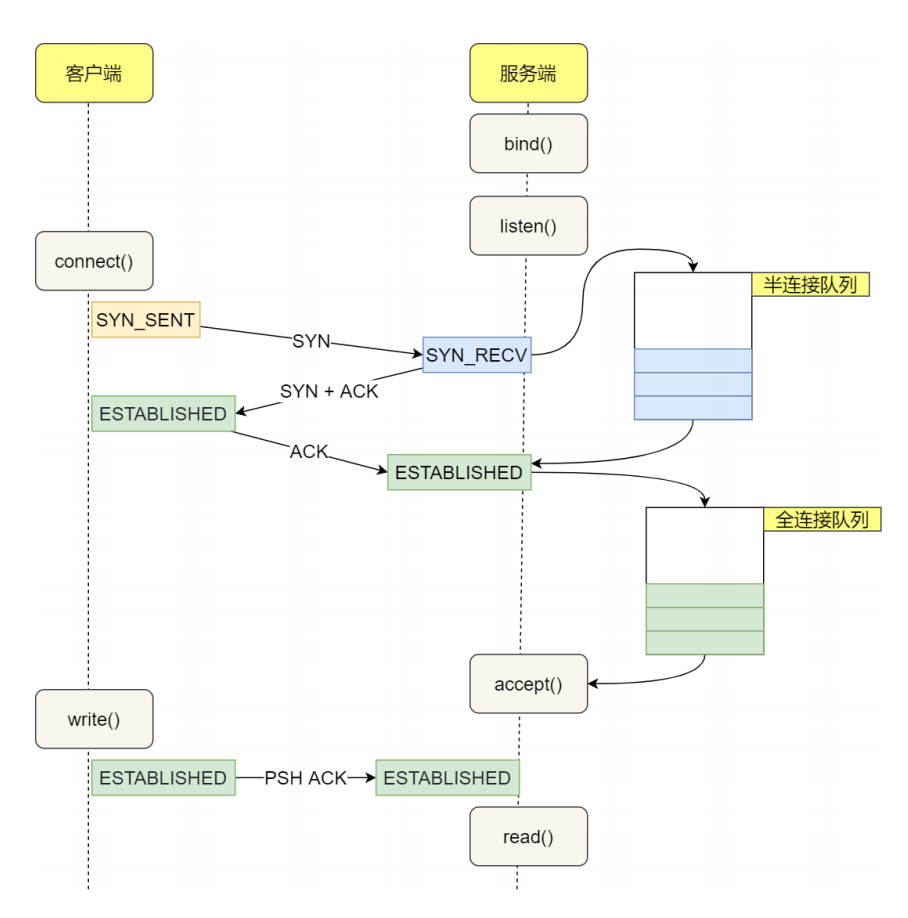 客户端
服务端
bind()
listen()
connect()
半连接队列
SYN_SENT
SYN
SYN_RECV
SYN + ACK
ESTABLISHED
ACK
ESTABLISHED
全连接队列
accept()
write()
ESTABLISHED
PSH ACK
ESTABLISHED
read()